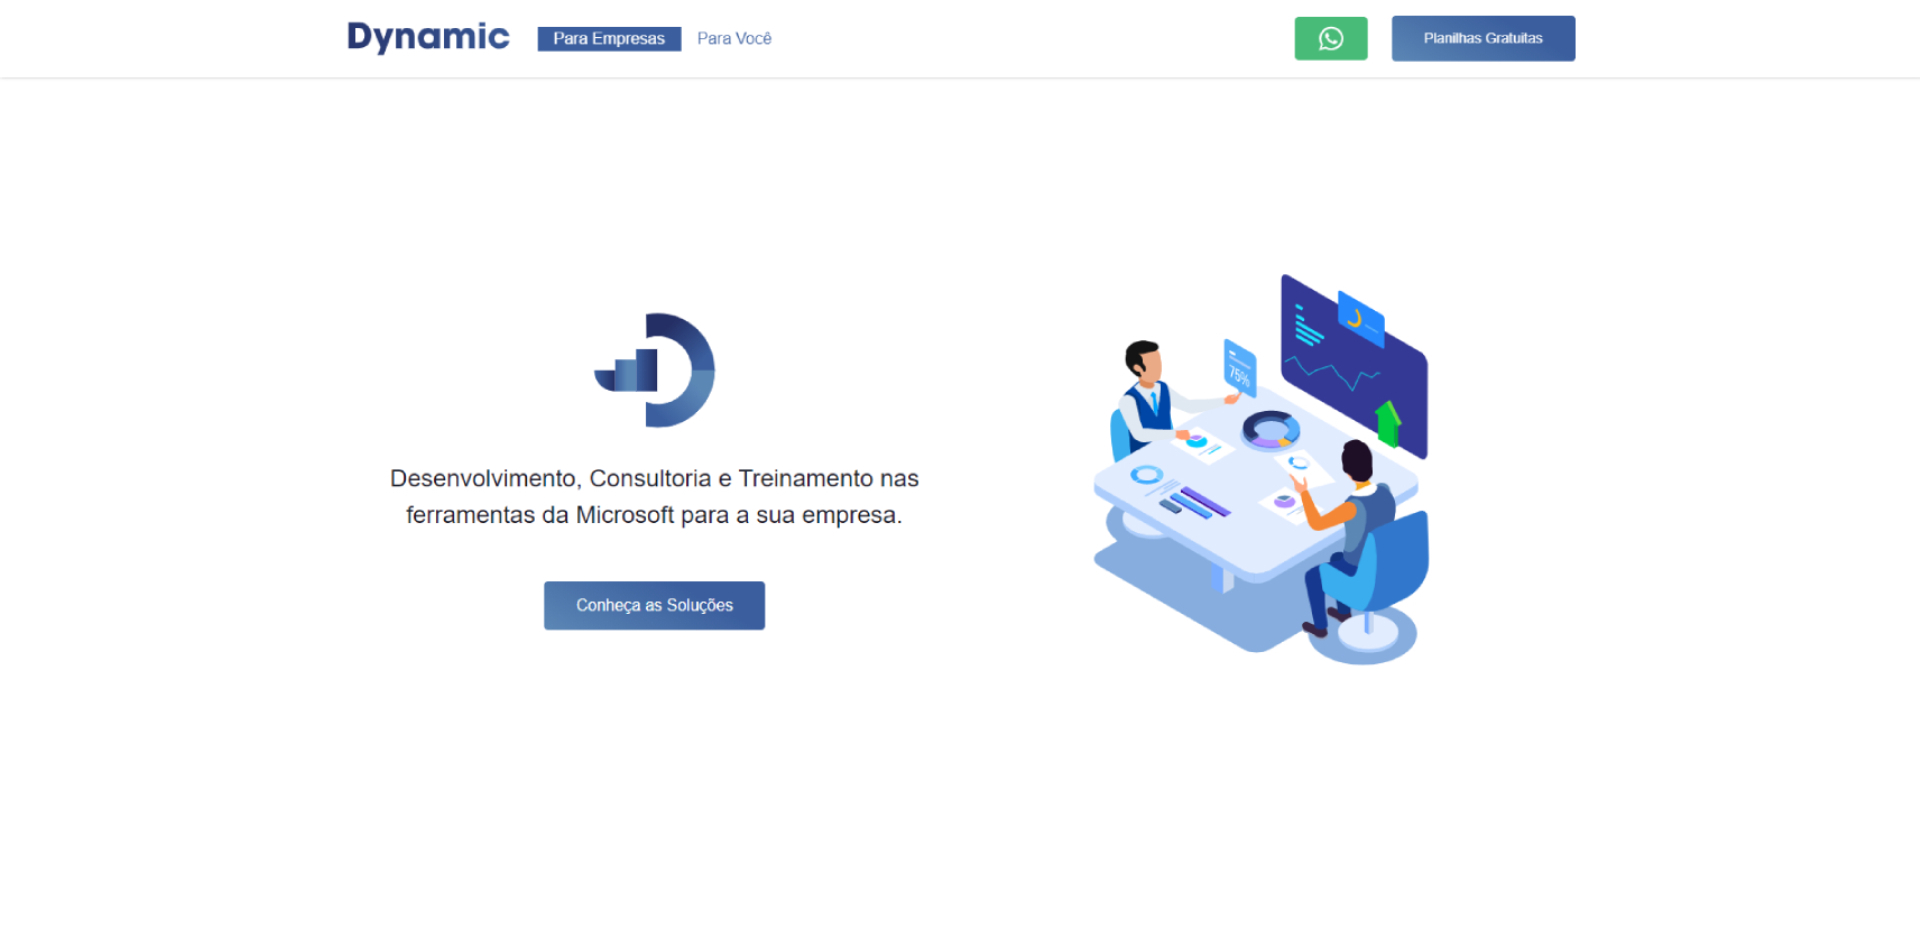 Dynamic
Para Empresas
Para Você
Planilhas Gratuitas
75%
Desenvolvimento, Consultoria e Treinamento nas
ferramentas da Microsoft para a sua empresa.
Conheça as Soluções